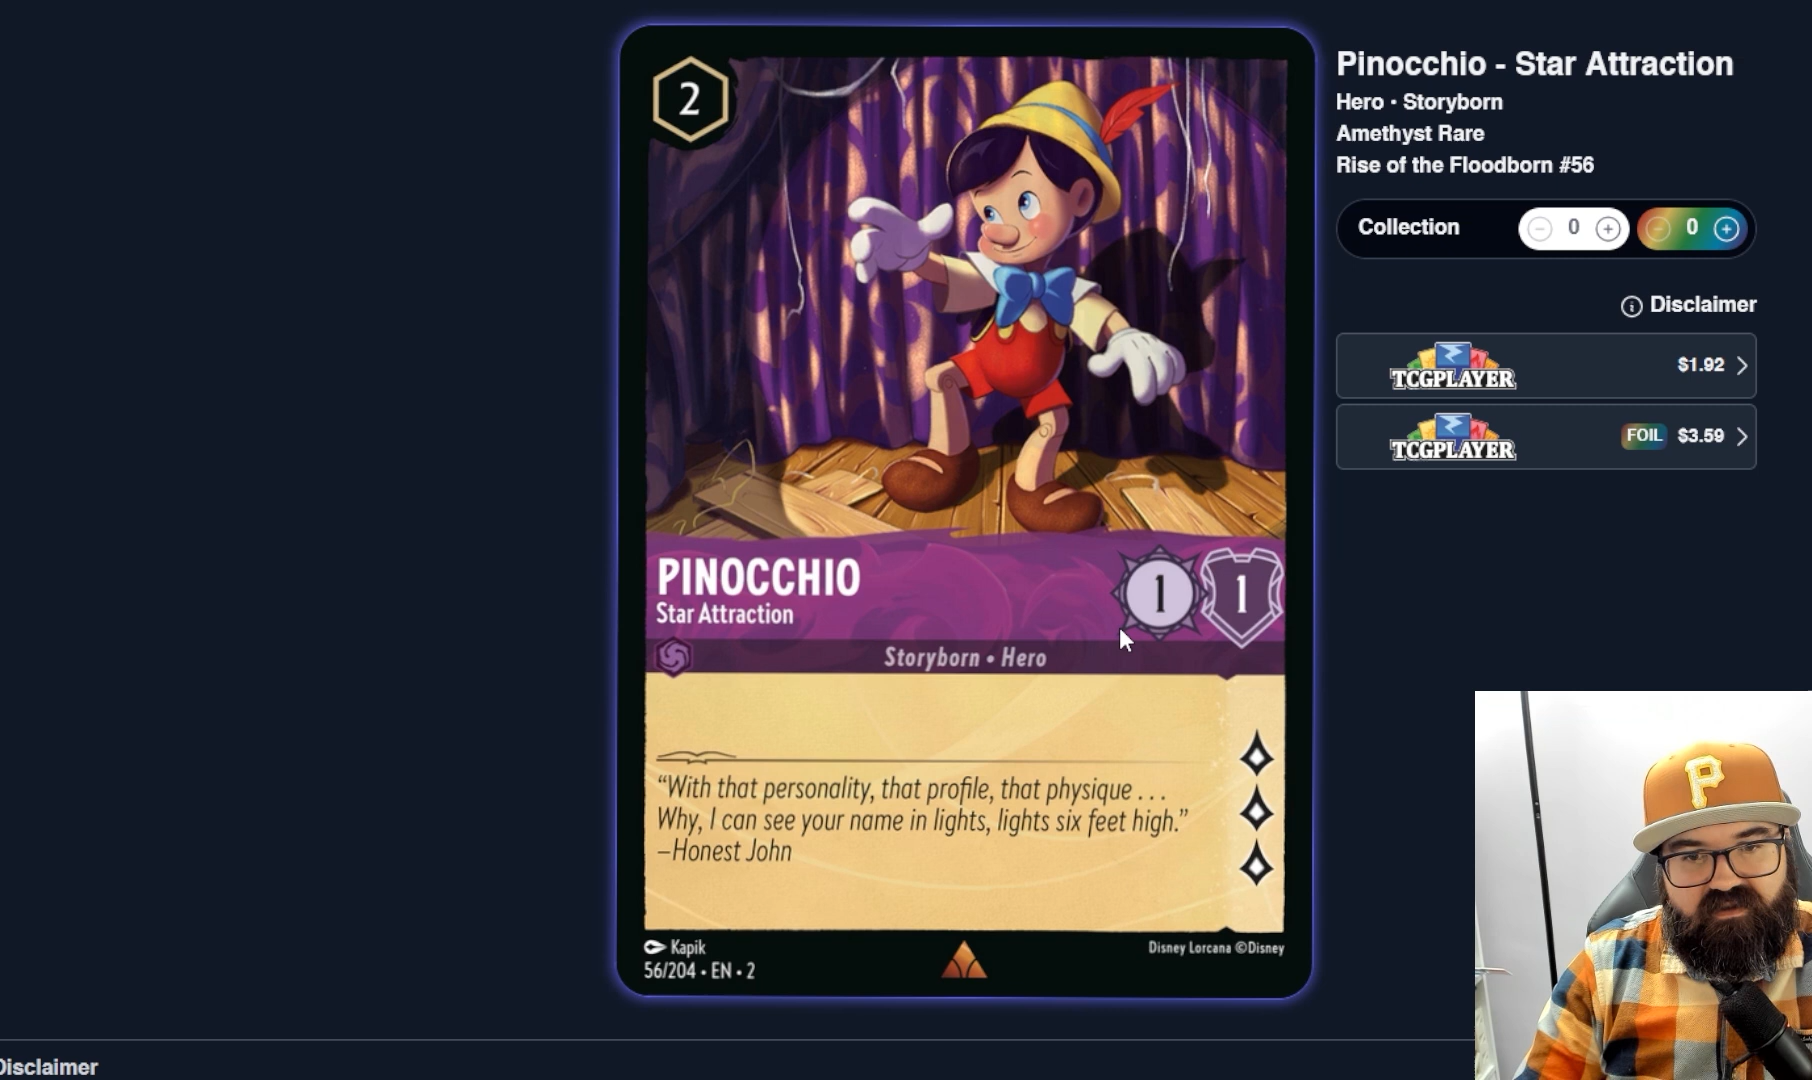 2
PINOCCHIO
Star Attraction
1
1
Storyborn • Hero
“With that personality, that profile, that physique . . .
Why, I can see your name in lights, lights six feet high.”
–Honest John
Kapik
56/204 • EN • 2
Disney Lorcana ©Disney
Pinocchio - Star Attraction
Hero • Storyborn
Amethyst Rare
Rise of the Floodborn #56
Collection
0
0
Disclaimer
TCGPLAYER $1.92
TCGPLAYER FOIL $3.59
P
Disclaimer